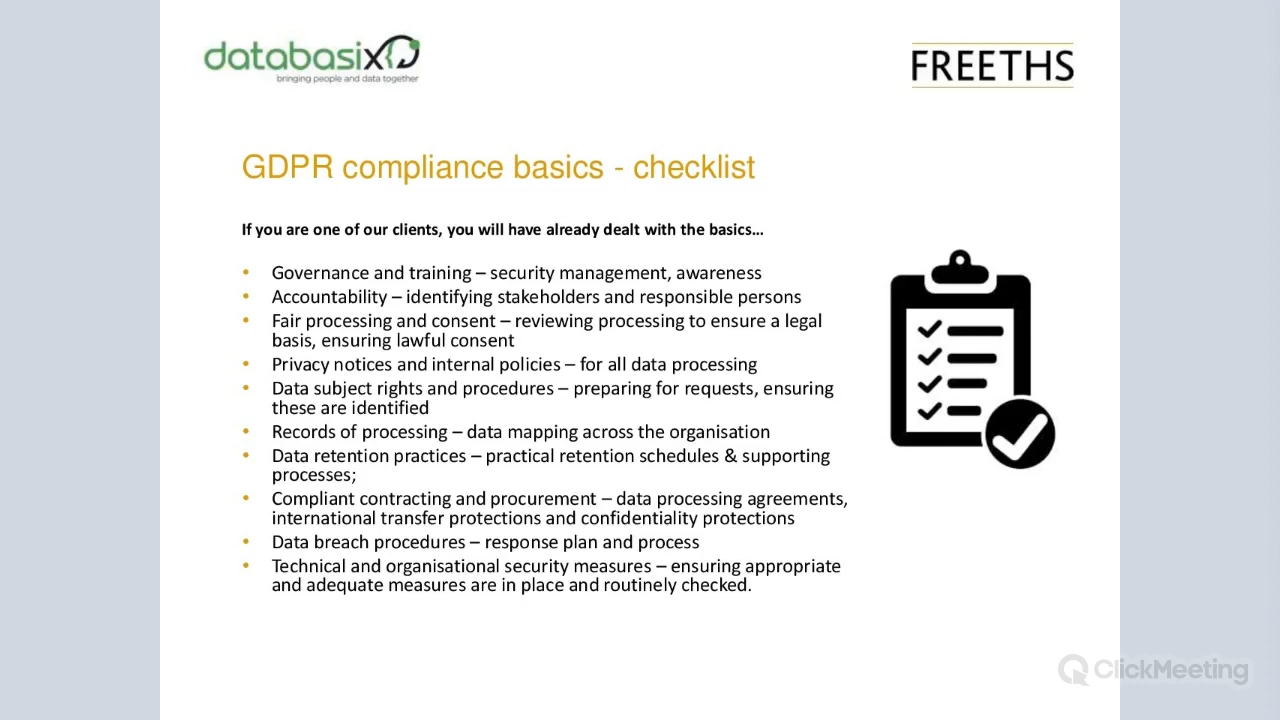 databasix
bringing people and data together
FREETHS
GDPR compliance basics - checklist
If you are one of our clients, you will have already dealt with the basics...
• Governance and training – security management, awareness
• Accountability – identifying stakeholders and responsible persons
• Fair processing and consent – reviewing processing to ensure a legal
basis, ensuring lawful consent
• Privacy notices and internal policies – for all data processing
• Data subject rights and procedures – preparing for requests, ensuring
these are identified
• Records of processing – data mapping across the organisation
• Data retention practices – practical retention schedules & supporting
processes;
• Compliant contracting and procurement – data processing agreements,
international transfer protections and confidentiality protections
• Data breach procedures – response plan and process
• Technical and organisational security measures – ensuring appropriate
and adequate measures are in place and routinely checked.
ClickMeeting